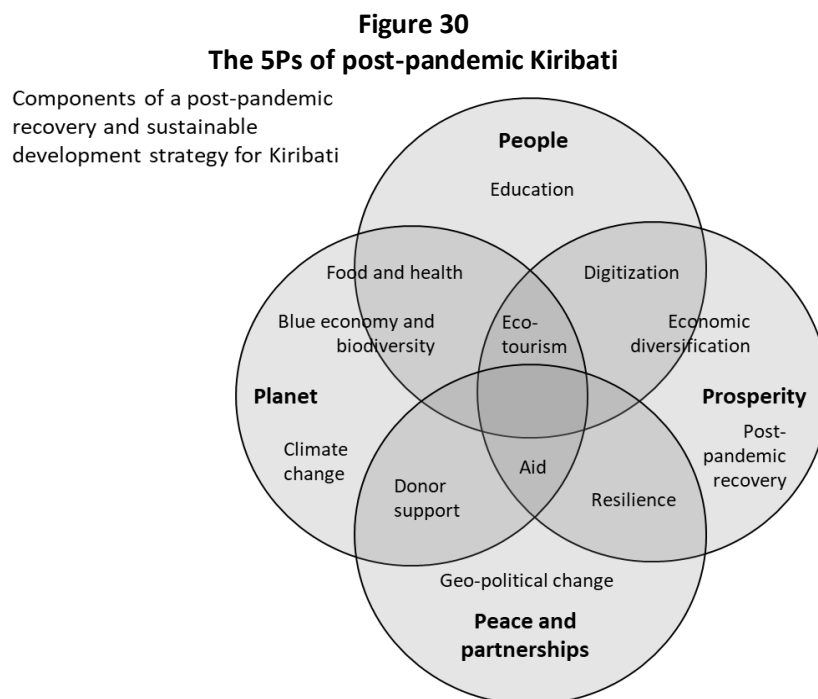 Figure 30
The 5Ps of post-pandemic Kiribati
Components of a post-pandemic
recovery and sustainable
development strategy for Kiribati
People
Education
Food and health
Digitization
Blue economy and
biodiversity
Eco-
tourism
Economic
diversification
Planet
Prosperity
Climate
change
Post-
pandemic
recovery
Donor
support
Aid
Resilience
Geo-political change
Peace and
partnerships